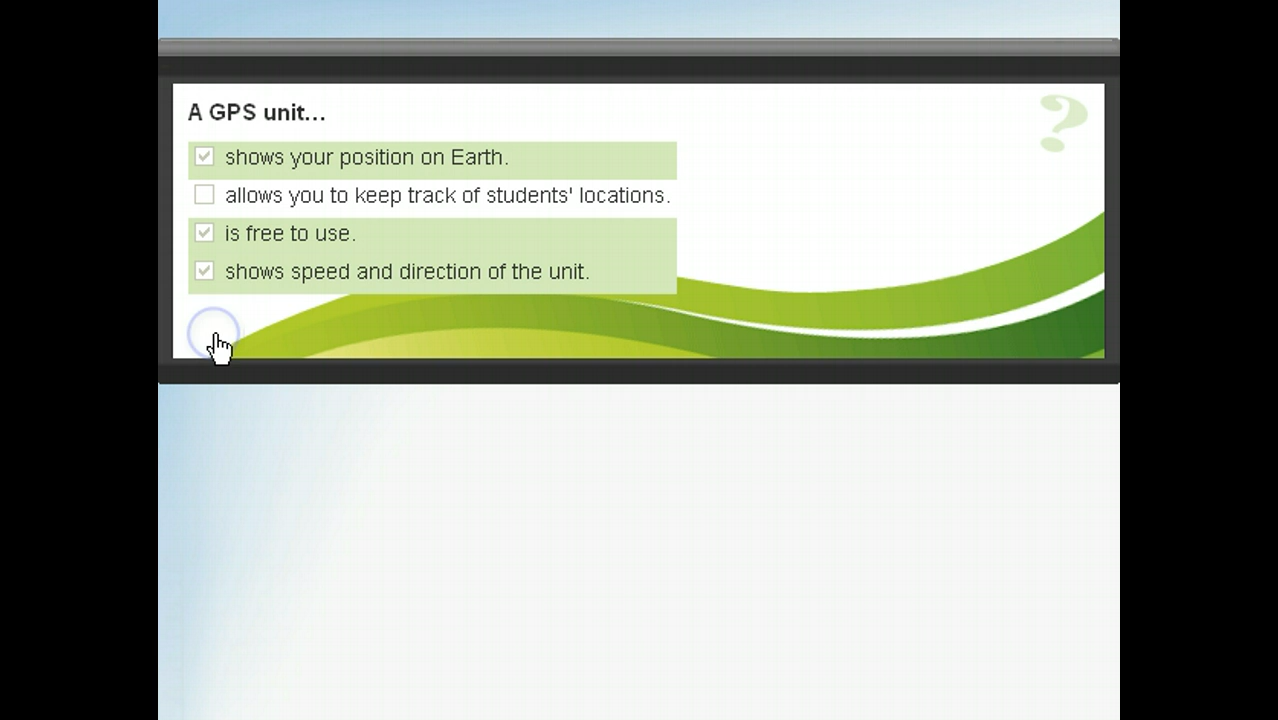 A GPS unit...
shows your position on Earth.
allows you to keep track of students' locations.
is free to use.
shows speed and direction of the unit.
?